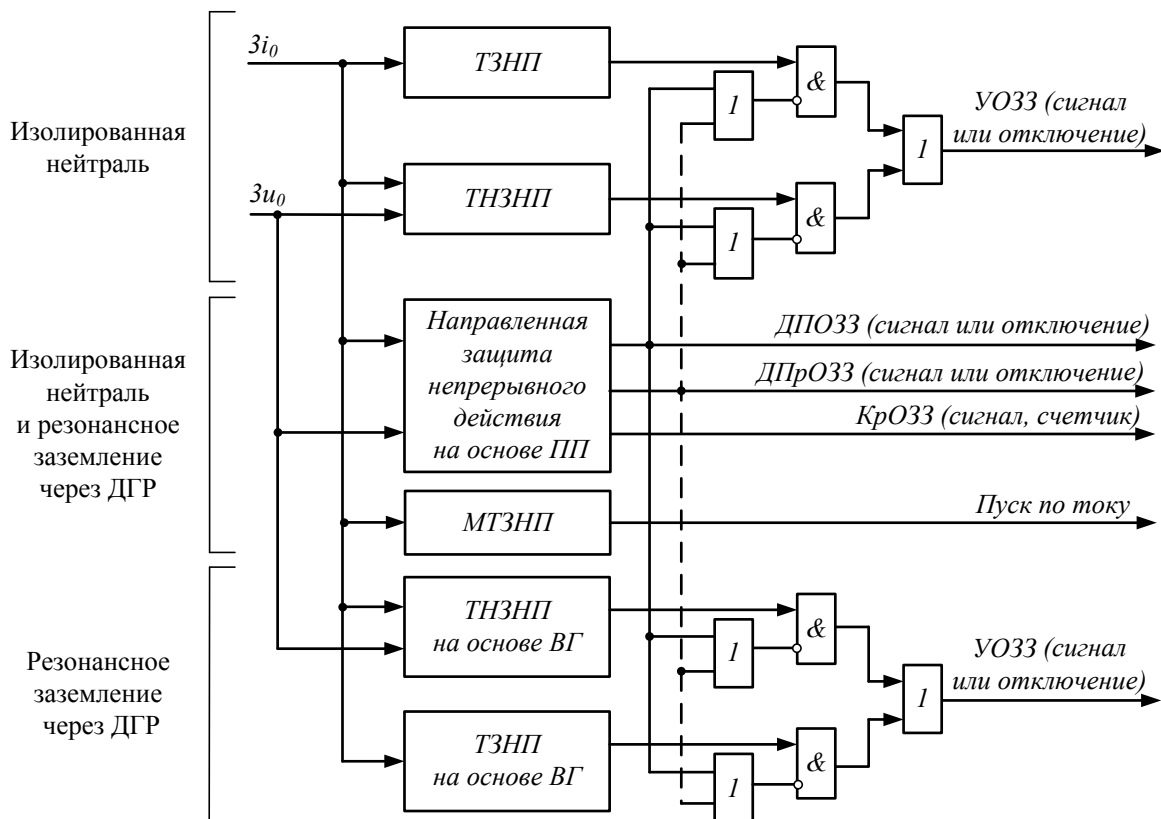 3i₀
ТЗНП
&
1
УОЗЗ (сигнал
или отключение)
1
Изолированная
нейтраль
3u₀
ТНЗНП
&
1
Изолированная
нейтраль
и резонансное
заземление
через ДГР
Направленная
защита
непрерывного
действия
на основе ПП
ДПОЗЗ (сигнал или отключение)
ДПрОЗЗ (сигнал или отключение)
КрОЗЗ (сигнал, счетчик)
МТЗНП
Пуск по току
Резонансное
заземление
через ДГР
ТНЗНП
на основе ВГ
&
1
УОЗЗ (сигнал
или отключение)
1
ТЗНП
на основе ВГ
&
1